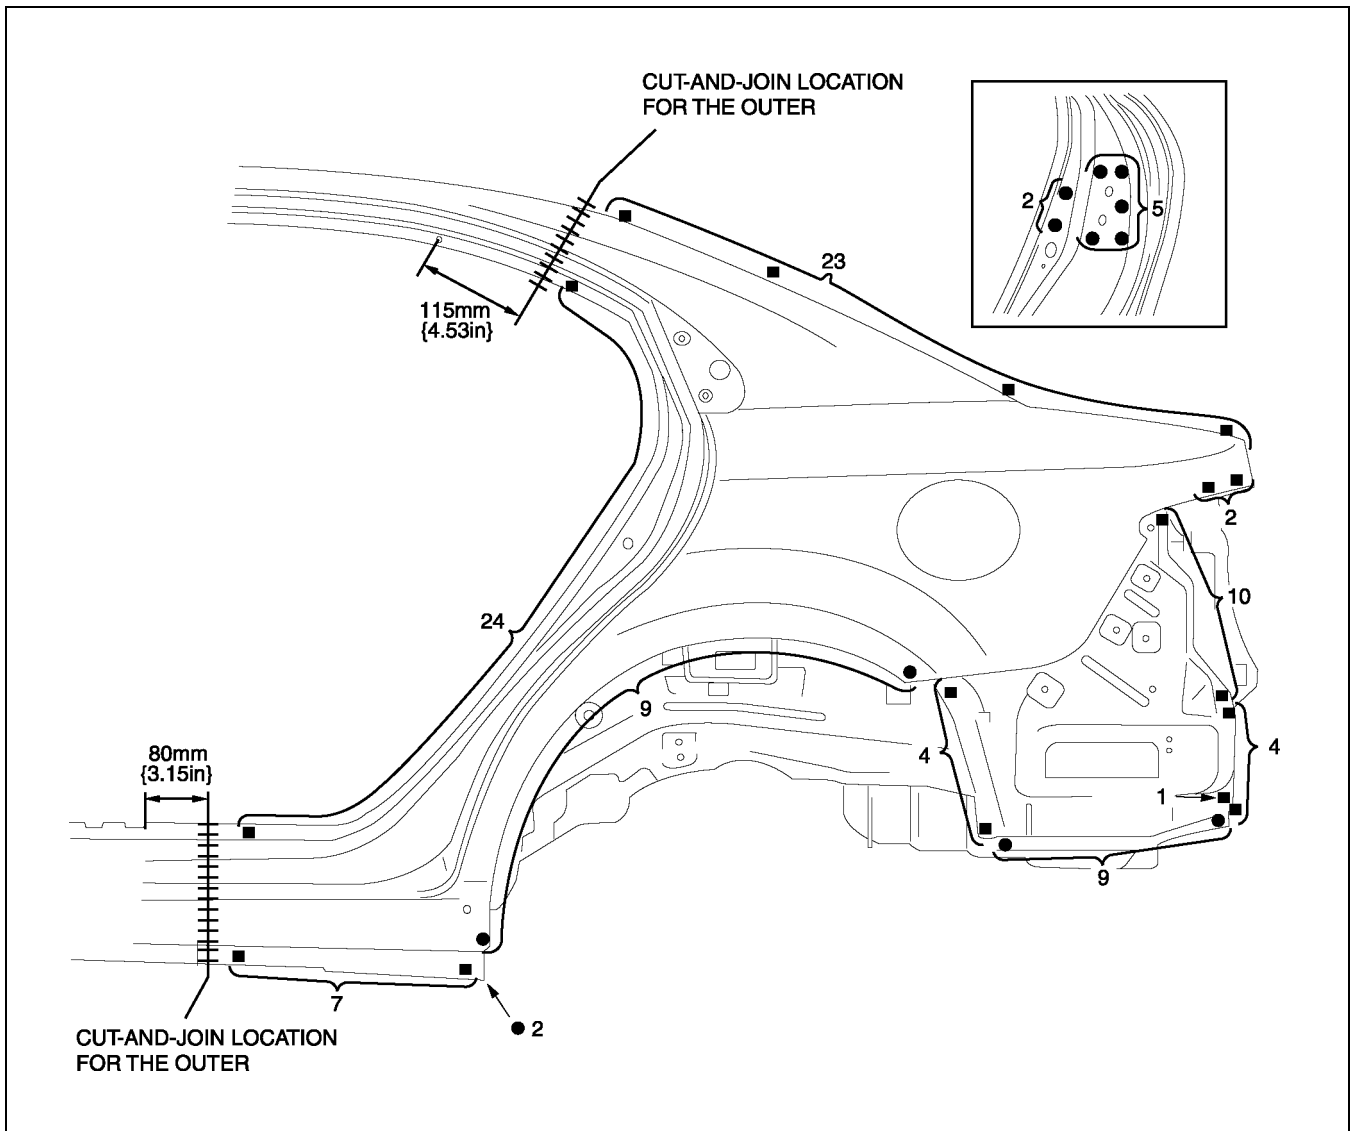 CUT-AND-JOIN LOCATION
FOR THE OUTER
2
5
23
115mm
{4.53in}
2
10
24
9
4
4
80mm
{3.15in}
1
9
7
2
CUT-AND-JOIN LOCATION
FOR THE OUTER